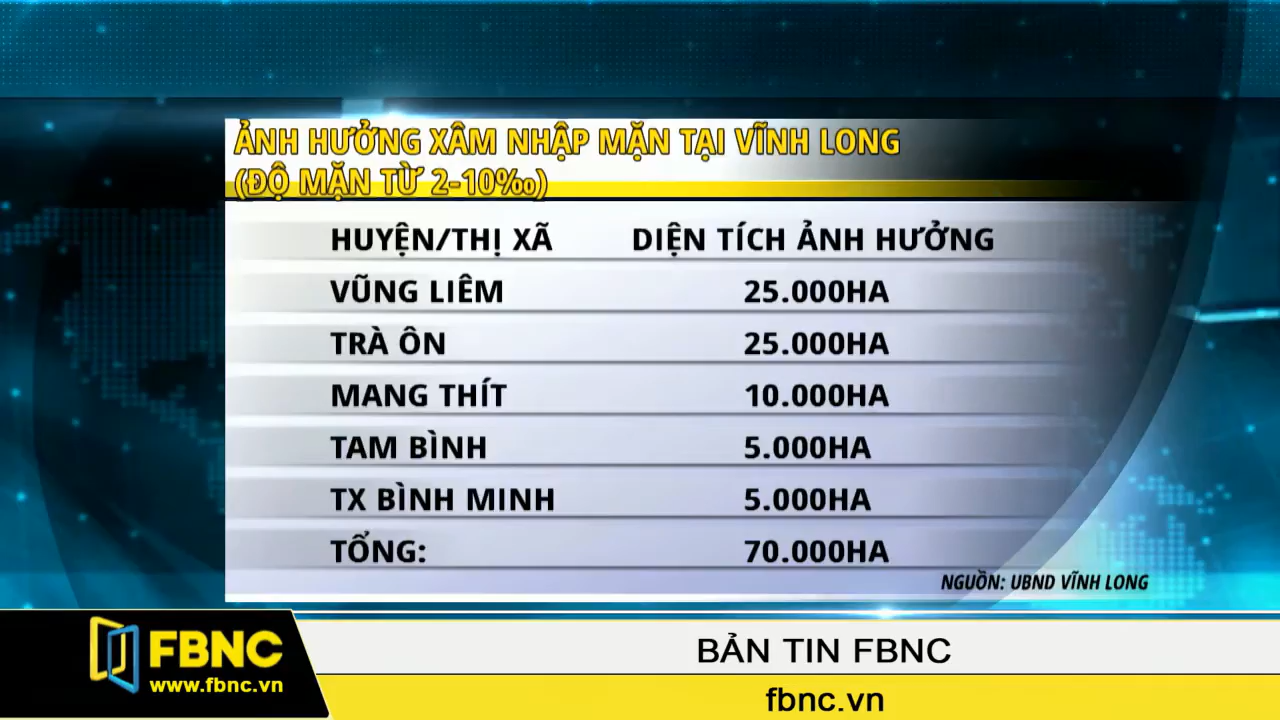 ẢNH HƯỞNG XÂM NHẬP MẶN TẠI VĨNH LONG
(ĐỘ MẶN TỪ 2-10‰)
HUYỆN/THỊ XÃ DIỆN TÍCH ẢNH HƯỞNG
VŨNG LIÊM 25.000HA
TRÀ ÔN 25.000HA
MANG THÍT 10.000HA
TAM BÌNH 5.000HA
TX BÌNH MINH 5.000HA
TỔNG: 70.000HA
NGUỒN: UBND VĨNH LONG
FBNC
www.fbnc.vn
BẢN TIN FBNC
fbnc.vn